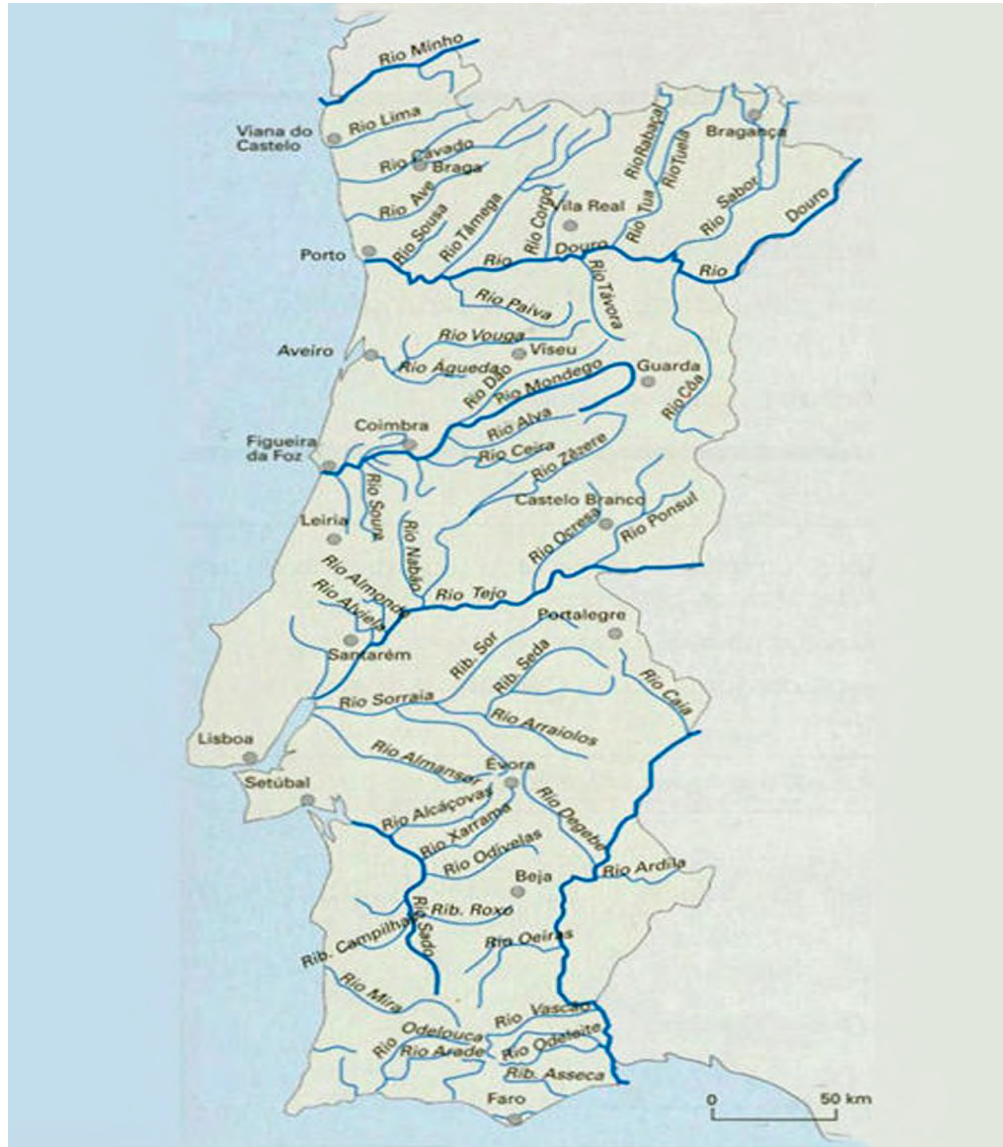 Rio Minho
Viana do
Castelo
Rio Lima
Rio Cávado
Braga
Rio Ave
Rio Sousa
Rio Tâmega
Rio Corgo
Vila Real
Rio Rabaçal
Rio Tuela
Rio Tua
Bragança
Rio Sabor
Porto
Rio
Douro
Rio
Douro
Rio Paiva
Rio Távora
Rio Vouga
Viseu
Aveiro
Rio Águeda
Rio Dão
Rio Mondego
Guarda
Rio Côa
Rio Alva
Coimbra
Rio Ceira
Figueira
da Foz
Rio Zêzere
Rio Soure
Castelo Branco
Leiria
Rio Nabão
Rio Ocresa
Rio Ponsul
Rio Almonda
Rio Alviela
Rio Tejo
Portalegre
Santarém
Rib. Sor
Rib. Seda
Rio Caia
Rio Sorraia
Rio Arraiolos
Lisboa
Rio Almansor
Évora
Setúbal
Rio Alcáçovas
Rio Xarrama
Rio Degebe
Rio Odivelas
Rio Ardila
Beja
Rib. Roxo
Rio Sado
Rib. Campilhas
Rio Oeiras
Rio Mira
Rio Vascão
Rio Odelouca
Rio Odeleite
Rio Arade
Rib. Asseca
Faro
0 50 km